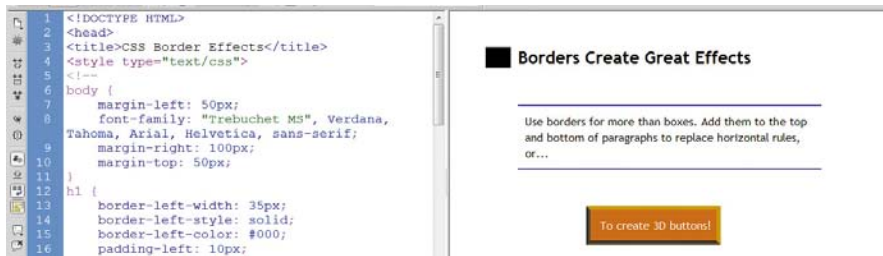 1 <!DOCTYPE HTML>
2 <head>
3 <title>CSS Border Effects</title>
4 <style type="text/css">
5 <!--
6 body {
7 margin-left: 50px;
8 font-family: "Trebuchet MS", Verdana,
Tahoma, Arial, Helvetica, sans-serif;
9 margin-right: 100px;
10 margin-top: 50px;
11 }
12 h1 {
13 border-left-width: 35px;
14 border-left-style: solid;
15 border-left-color: #000;
16 padding-left: 10px;
Borders Create Great Effects
Use borders for more than boxes. Add them to the top
and bottom of paragraphs to replace horizontal rules,
or...
To create 3D buttons!